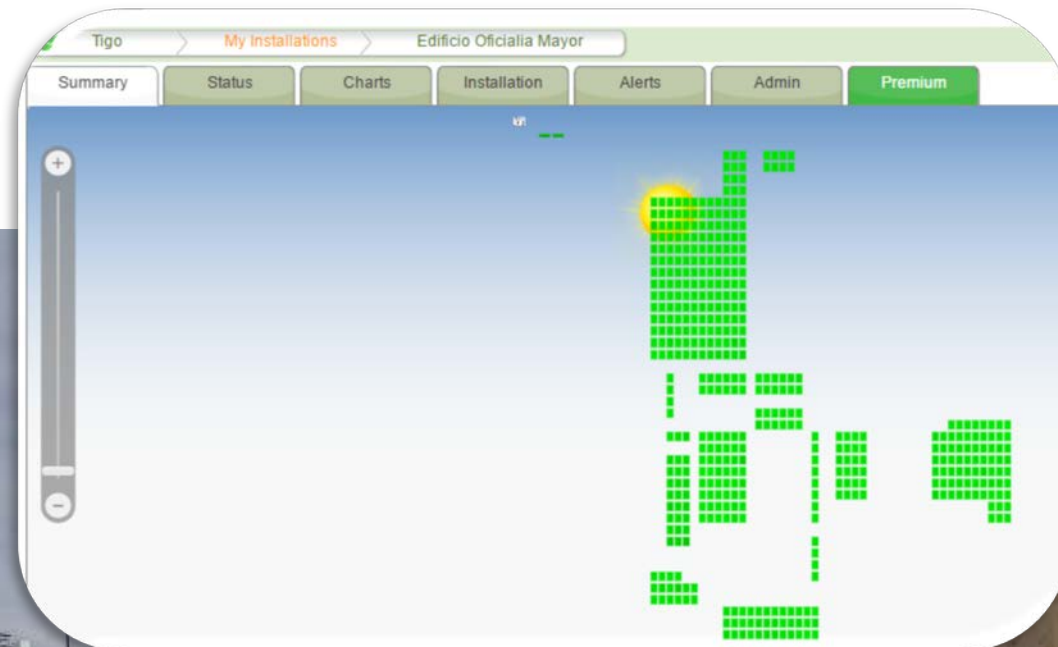 Tigo My Installations Edificio Oficialia Mayor
Summary Status Charts Installation Alerts Admin Premium
+
−